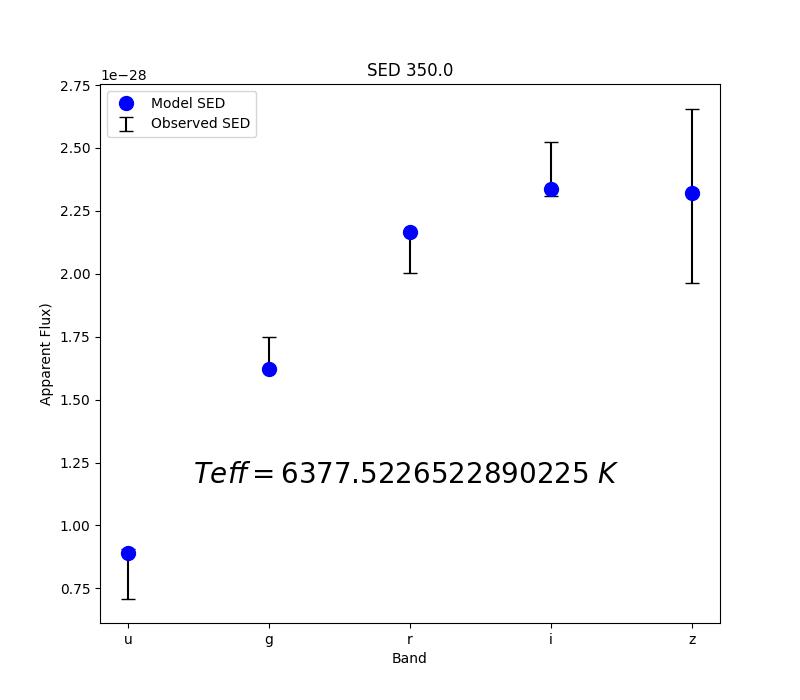 SED 350.0
1e−28
Model SED
Observed SED
2.75
2.50
2.25
2.00
1.75
1.50
1.25
1.00
0.75
Apparent Flux)
Teff = 6377.5226522890225 K
u g r i z
Band